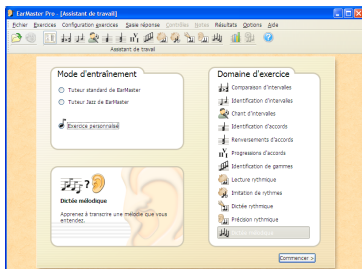 EarMaster Pro - [Assistant de travail]
Fichier Exercices Configuration exercices Saisie réponse Contrôles Notes Résultats Options Aide
Assistant de travail
Mode d'entraînement
Tuteur standard de EarMaster
Tuteur Jazz de EarMaster
Exercice personnalisé
?
Dictée mélodique
Apprenez à transcrire une mélodie que vous
entendez.
Domaine d'exercice
Comparaison d'intervalles
Identification d'intervalles
Chant d'intervalles
Identification d'accords
Renversements d'accords
Progressions d'accords
Identification de gammes
Lecture rythmique
Imitation de rythmes
Dictée rythmique
Précision rythmique
Dictée mélodique
Commencer >